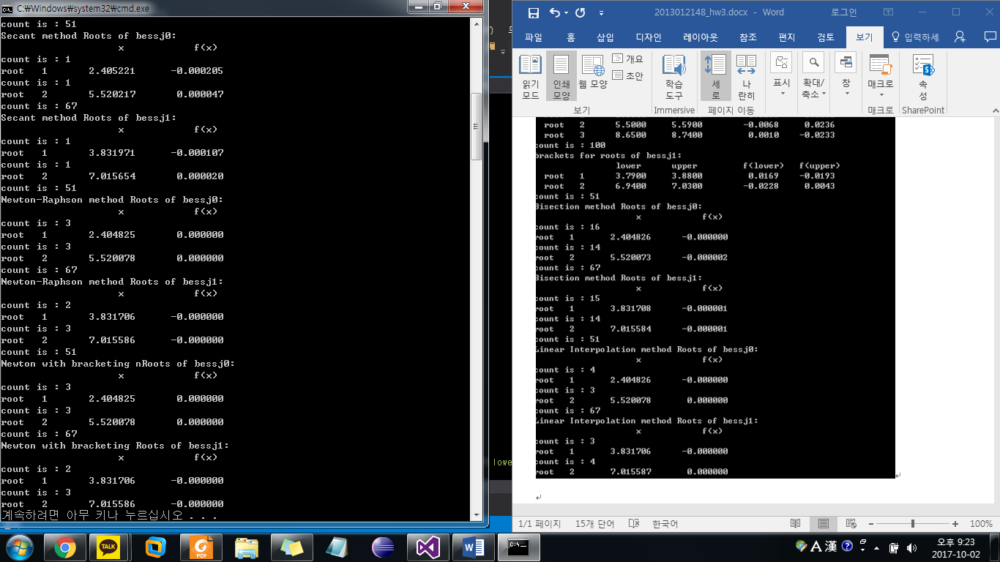 C:₩Windows₩system32₩cmd.exe
count is : 51
Secant method Roots of bessj0:
x f(x)
count is : 1
root 1 2.405221 -0.000205
count is : 1
root 2 5.520217 0.000047
count is : 67
Secant method Roots of bessj1:
x f(x)
count is : 1
root 1 3.831971 -0.000107
count is : 1
root 2 7.015654 0.000020
count is : 51
Newton-Raphson method Roots of bessj0:
x f(x)
count is : 3
root 1 2.404825 0.000000
count is : 3
root 2 5.520078 0.000000
count is : 67
Newton-Raphson method Roots of bessj1:
x f(x)
count is : 2
root 1 3.831706 -0.000000
count is : 3
root 2 7.015586 -0.000000
count is : 51
Newton with bracketing nRoots of bessj0:
x f(x)
count is : 3
root 1 2.404825 0.000000
count is : 3
root 2 5.520078 0.000000
count is : 67
Newton with bracketing Roots of bessj1:
x f(x)
count is : 2
root 1 3.831706 -0.000000
count is : 3
root 2 7.015586 -0.000000
계속하려면 아무 키나 누르십시오 . . .
lowe
2013012148_hw3.docx - Word
로그인
파일 홈 삽입 디자인 레이아웃 참조 편지 검토 보기 입력하세
읽기 모드
인쇄 모양
웹 모양
개요
초안
학습 도구
세로
나란히
표시
확대/축소
창
매크로
속성
보기 Immersive 페이지 이동 매크로 SharePoint
root 2 5.5000 5.5900 -0.0068 0.0236
root 3 8.6500 8.7400 0.0010 -0.0233
count is : 100
brackets for roots of bessj1:
lower upper f(lower) f(upper)
root 1 3.7900 3.8800 0.0169 -0.0193
root 2 6.9400 7.0300 -0.0228 0.0043
count is : 51
Bisection method Roots of bessj0:
x f(x)
count is : 16
root 1 2.404826 -0.000000
count is : 14
root 2 5.520073 -0.000002
count is : 67
Bisection method Roots of bessj1:
x f(x)
count is : 15
root 1 3.831708 -0.000001
count is : 14
root 2 7.015584 -0.000001
count is : 51
Linear Interpolation method Roots of bessj0:
x f(x)
count is : 4
root 1 2.404826 -0.000000
count is : 3
root 2 5.520078 0.000000
count is : 67
Linear Interpolation method Roots of bessj1:
x f(x)
count is : 3
root 1 3.831706 -0.000000
count is : 4
root 2 7.015587 0.000000
1/1 페이지 15개 단어 한국어 100%
TALK
PDF
A 漢
오후 9:23
2017-10-02